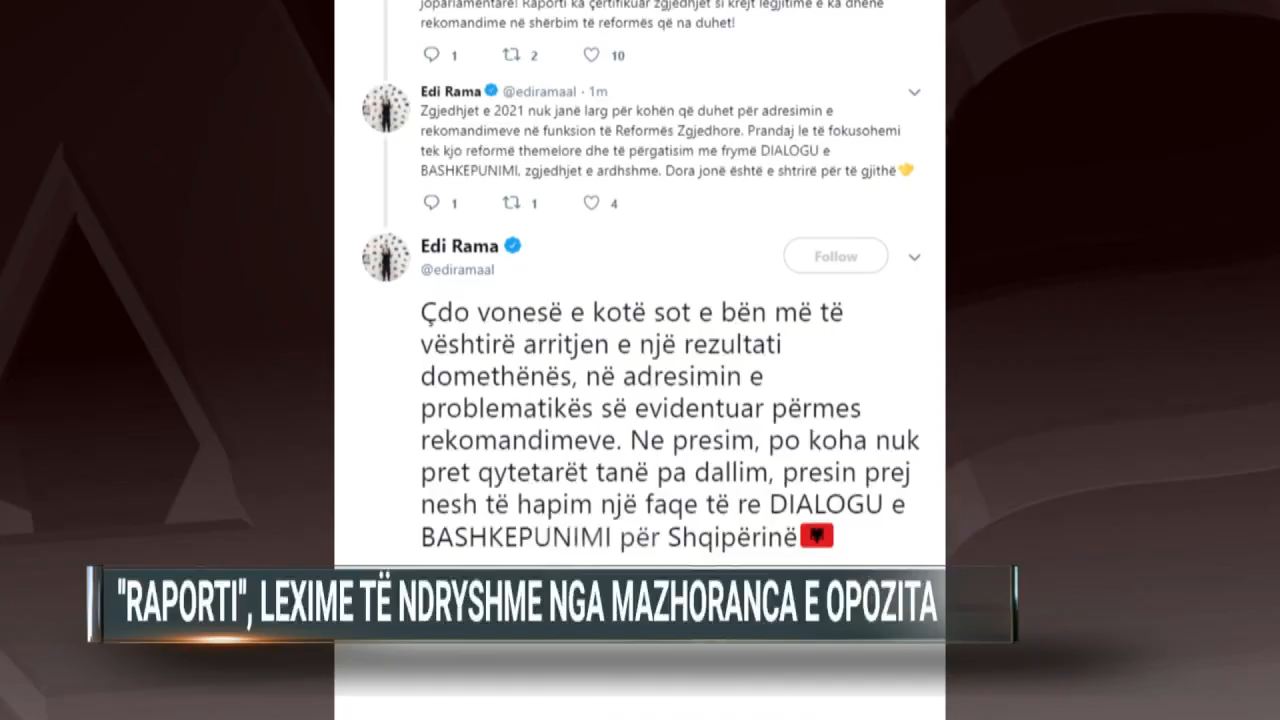 joparlamentare! Raporti ka çertifikuar zgjedhjet si krejt legjitime e ka dhënë
rekomandime në shërbim të reformës që na duhet!
1 2 10
Edi Rama @ediramaal · 1m
Zgjedhjet e 2021 nuk janë larg për kohën që duhet për adresimin e
rekomandimeve në funksion të Reformës Zgjedhore. Prandaj le të fokusohemi
tek kjo reformë themelore dhe të përgatisim me frymë DIALOGU e
BASHKEPUNIMI, zgjedhjet e ardhshme. Dora jonë është e shtrirë për të gjithë
1 1 4
Edi Rama
Follow
@ediramaal
Çdo vonesë e kotë sot e bën më të
vështirë arritjen e një rezultati
domethënës, në adresimin e
problematikës së evidentuar përmes
rekomandimeve. Ne presim, po koha nuk
pret qytetarët tanë pa dallim, presin prej
nesh të hapim një faqe të re DIALOGU e
BASHKEPUNIMI për Shqipërinë
"RAPORTI", LEXIME TË NDRYSHME NGA MAZHORANCA E OPOZITA